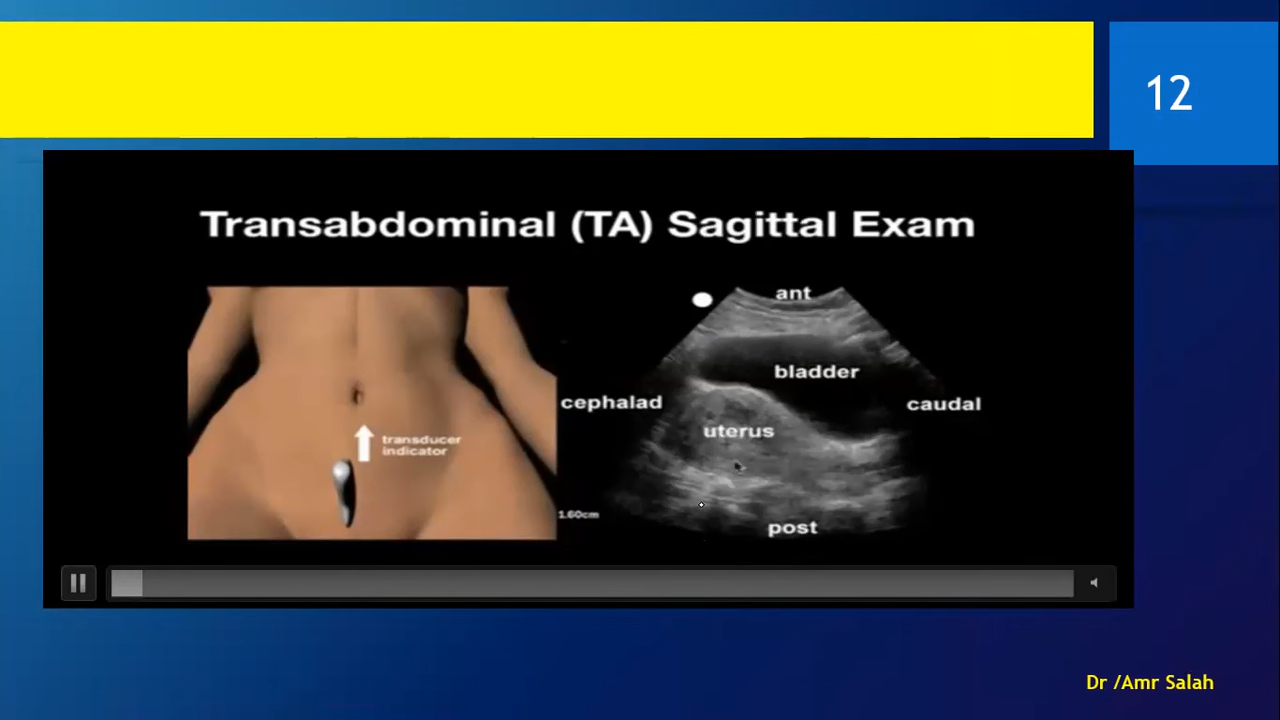 12
Transabdominal (TA) Sagittal Exam
ant
bladder
cephalad
caudal
uterus
transducer
indicator
1.60cm
post
Dr /Amr Salah